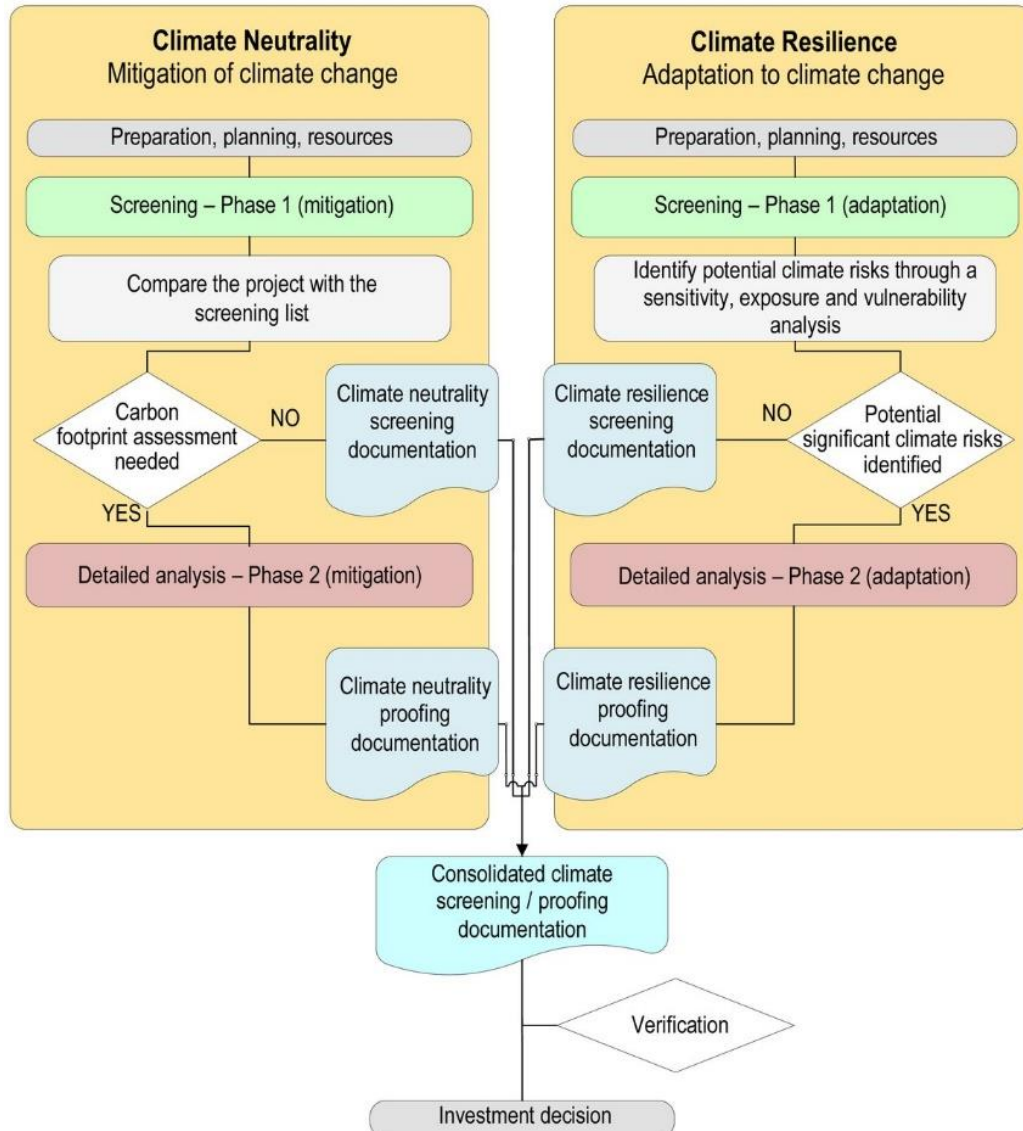 Climate Neutrality
Mitigation of climate change
Preparation, planning, resources
Screening – Phase 1 (mitigation)
Compare the project with the
screening list
Carbon
footprint assessment
needed
NO
Climate neutrality
screening
documentation
YES
Detailed analysis – Phase 2 (mitigation)
Climate neutrality
proofing
documentation
Climate Resilience
Adaptation to climate change
Preparation, planning, resources
Screening – Phase 1 (adaptation)
Identify potential climate risks through a
sensitivity, exposure and vulnerability
analysis
Climate resilience
screening
documentation
NO
Potential
significant climate risks
identified
YES
Detailed analysis – Phase 2 (adaptation)
Climate resilience
proofing
documentation
Consolidated climate
screening / proofing
documentation
Verification
Investment decision